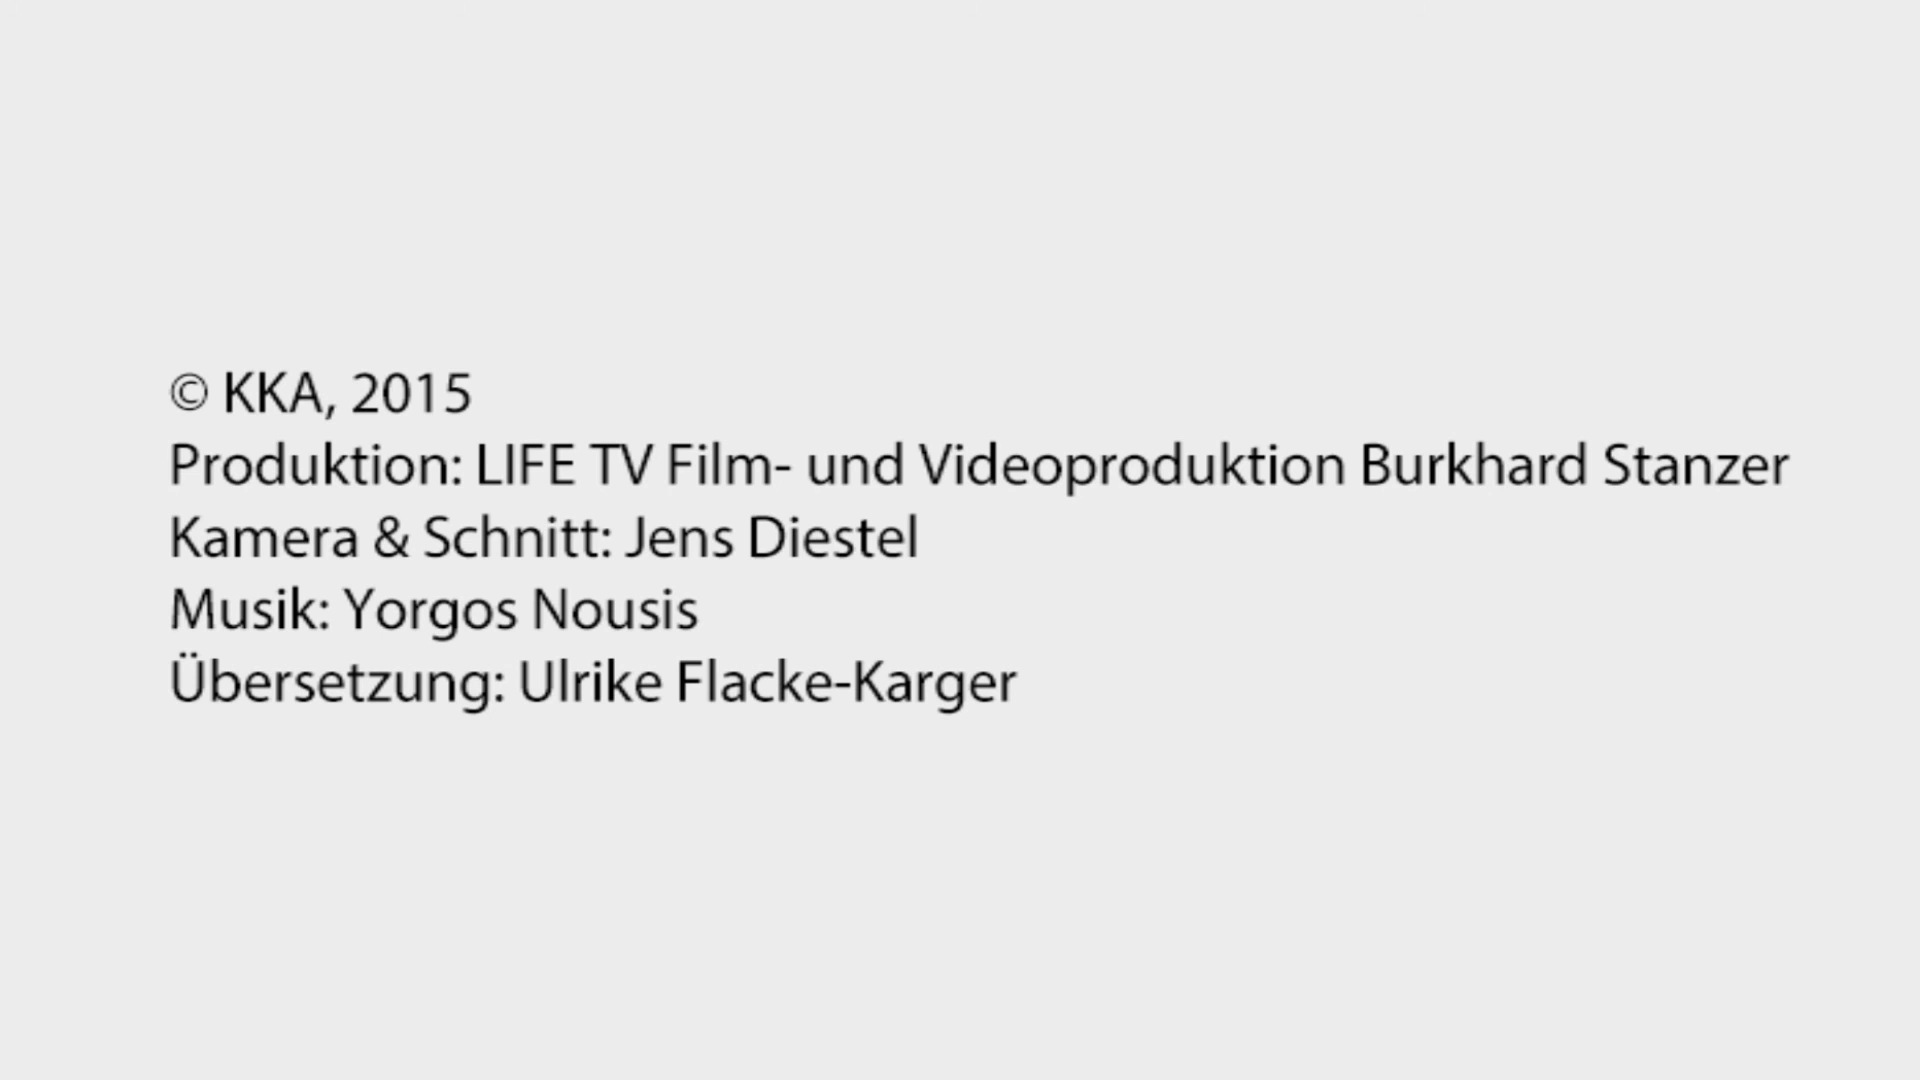 © KKA, 2015
Produktion: LIFE TV Film- und Videoproduktion Burkhard Stanzer
Kamera & Schnitt: Jens Diestel
Musik: Yorgos Nousis
Übersetzung: Ulrike Flacke-Karger